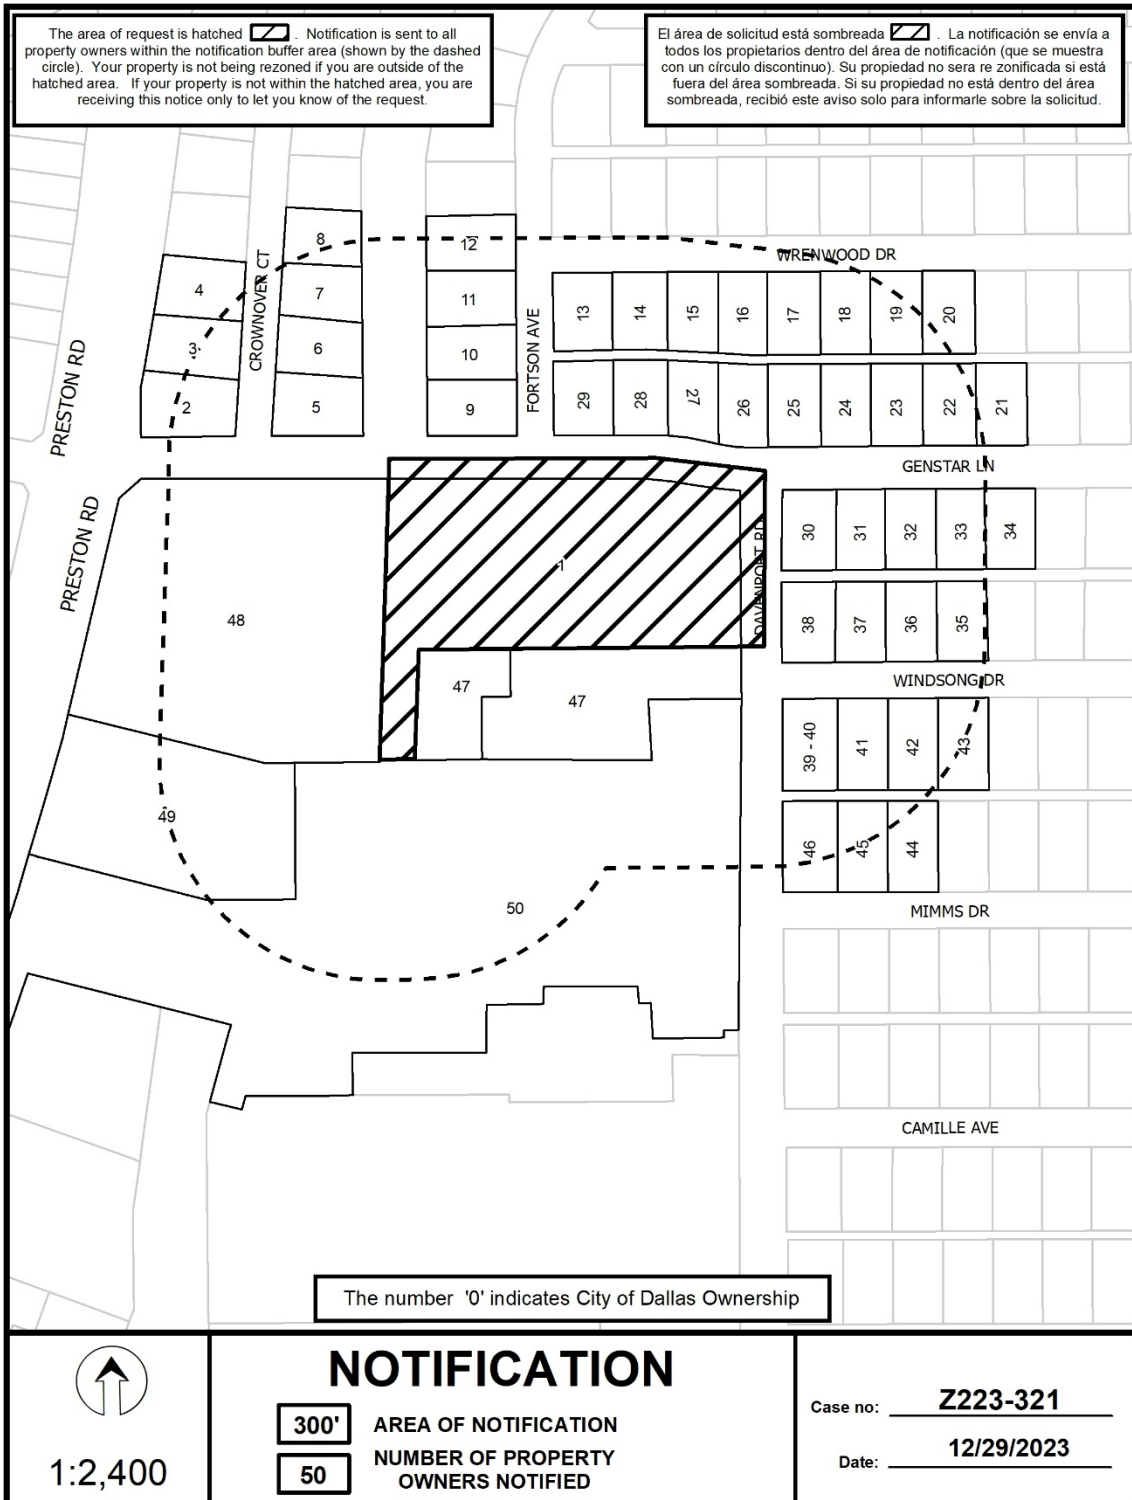 The area of request is hatched . Notification is sent to all
property owners within the notification buffer area (shown by the dashed
circle). Your property is not being rezoned if you are outside of the
hatched area. If your property is not within the hatched area, you are
receiving this notice only to let you know of the request.
El área de solicitud está sombreada . La notificación se envía a
todos los propietarios dentro del área de notificación (que se muestra
con un círculo discontinuo). Su propiedad no sera re zonificada si está
fuera del área sombreada. Si su propiedad no está dentro del área
sombreada, recibió este aviso solo para informarle sobre la solicitud.
8
12
WRENWOOD DR
4
CROWNOVER CT
7
11
13
14
15
16
17
18
19
20
3
6
10
FORTSON AVE
PRESTON RD
2
5
9
29
28
27
26
25
24
23
22
21
GENSTAR LN
PRESTON RD
1
DAVENPORT RD
30
31
32
33
34
48
38
37
36
35
47
47
WINDSONG DR
39 - 40
41
42
43
49
46
45
44
50
MIMMS DR
CAMILLE AVE
The number '0' indicates City of Dallas Ownership
1:2,400
NOTIFICATION
300' AREA OF NOTIFICATION
50 NUMBER OF PROPERTY
OWNERS NOTIFIED
Case no: Z223-321
Date: 12/29/2023